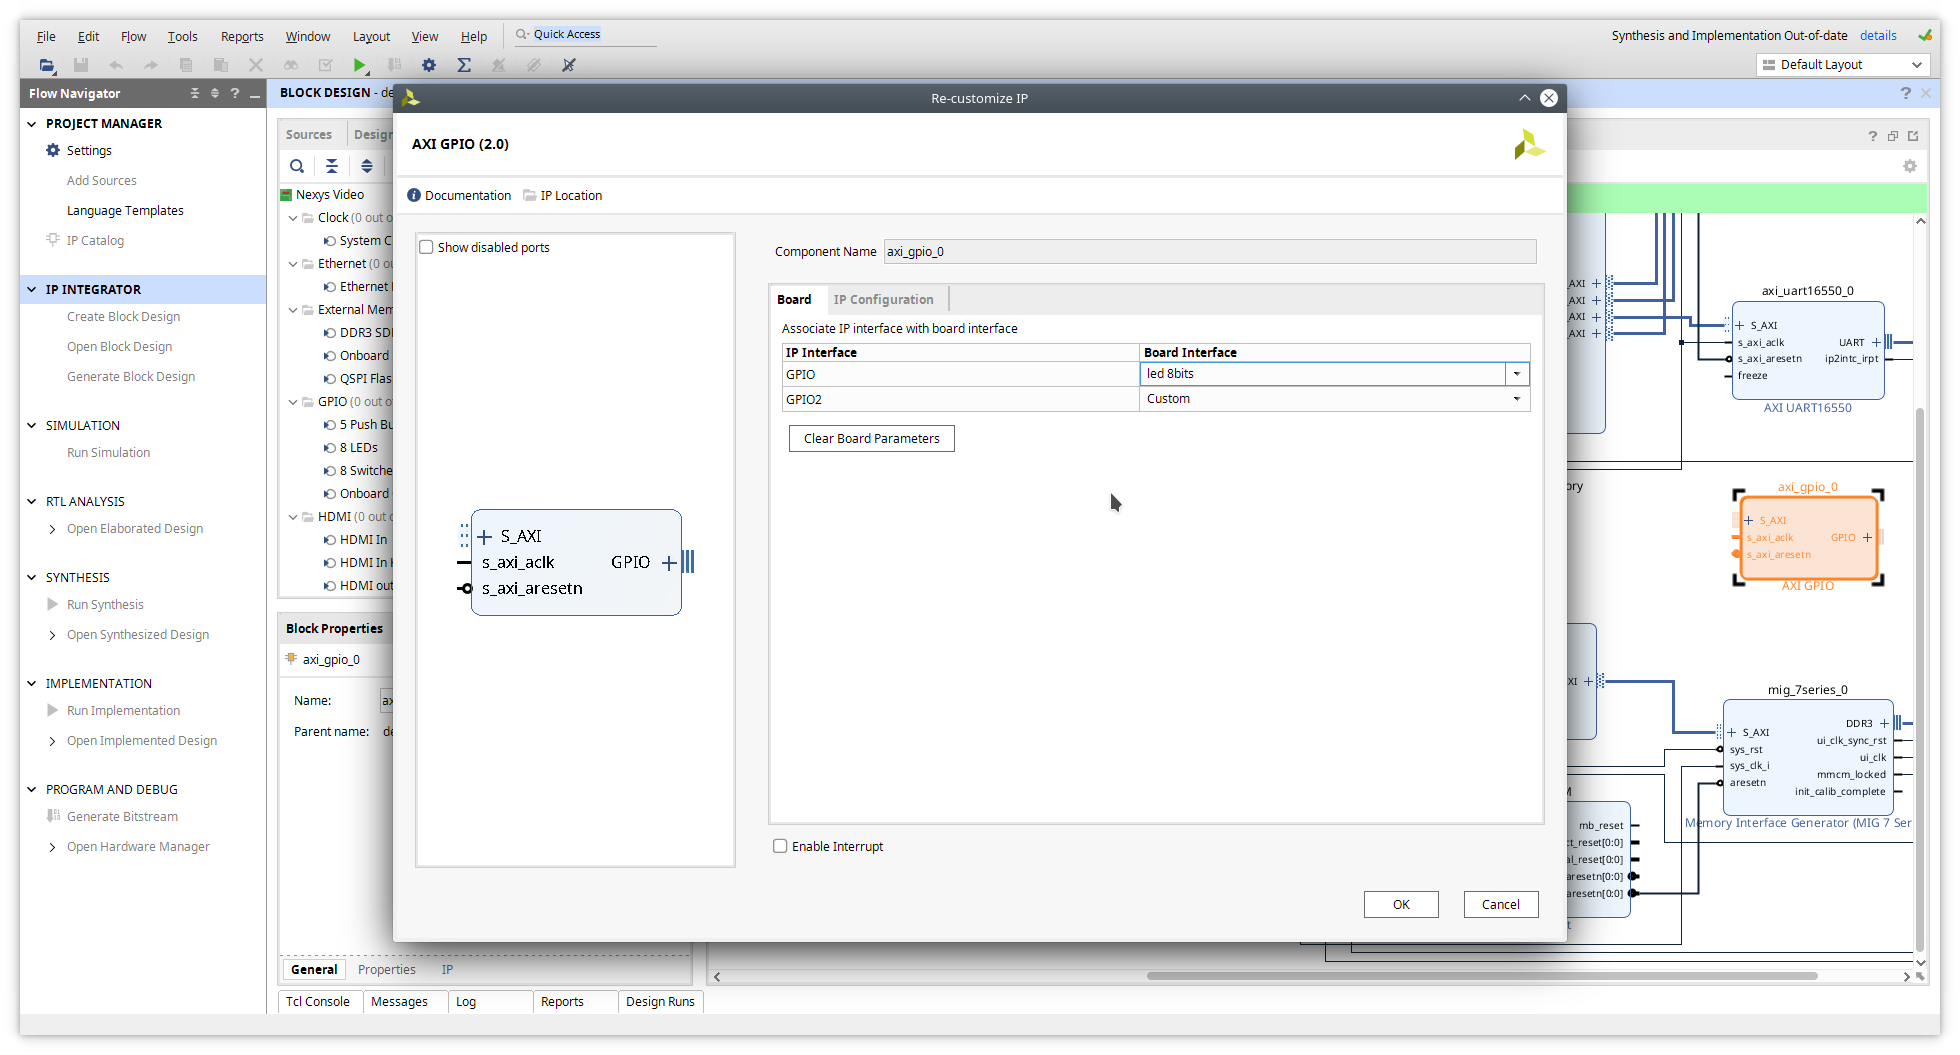 File Edit Flow Tools Reports Window Layout View Help Quick Access
Synthesis and Implementation Out-of-date details
Default Layout
Flow Navigator
PROJECT MANAGER
Settings
Add Sources
Language Templates
IP Catalog
IP INTEGRATOR
Create Block Design
Open Block Design
Generate Block Design
SIMULATION
Run Simulation
RTL ANALYSIS
Open Elaborated Design
SYNTHESIS
Run Synthesis
Open Synthesized Design
IMPLEMENTATION
Run Implementation
Open Implemented Design
PROGRAM AND DEBUG
Generate Bitstream
Open Hardware Manager
BLOCK DESIGN - de
Sources Design
Nexys Video
Clock (0 out o
System C
Ethernet (0 ou
Ethernet
External Mem
DDR3 SD
Onboard
QSPI Flas
GPIO (0 out o
5 Push Bu
8 LEDs
8 Switche
Onboard
HDMI (0 out o
HDMI In
HDMI In
HDMI out
Block Properties
axi_gpio_0
Name: ax
Parent name: de
General Properties IP
Tcl Console Messages Log Reports Design Runs
Re-customize IP
AXI GPIO (2.0)
Documentation IP Location
Show disabled ports
S_AXI
s_axi_aclk GPIO
s_axi_aresetn
Component Name axi_gpio_0
Board IP Configuration
Associate IP interface with board interface
IP Interface Board Interface
GPIO led 8bits
GPIO2 Custom
Clear Board Parameters
Enable Interrupt
OK Cancel
_AXI
_AXI
_AXI
_AXI
axi_uart16550_0
S_AXI
s_axi_aclk UART
s_axi_aresetn ip2intc_irpt
freeze
AXI UART16550
ory
axi_gpio_0
S_AXI
s_axi_aclk GPIO
s_axi_aresetn
AXI GPIO
XI
mig_7series_0
DDR3
S_AXI ui_clk_sync_rst
sys_rst ui_clk
sys_clk_i mmcm_locked
aresetn init_calib_complete
Memory Interface Generator (MIG 7 Ser
mb_reset
ct_reset[0:0]
al_reset[0:0]
aresetn[0:0]
aresetn[0:0]